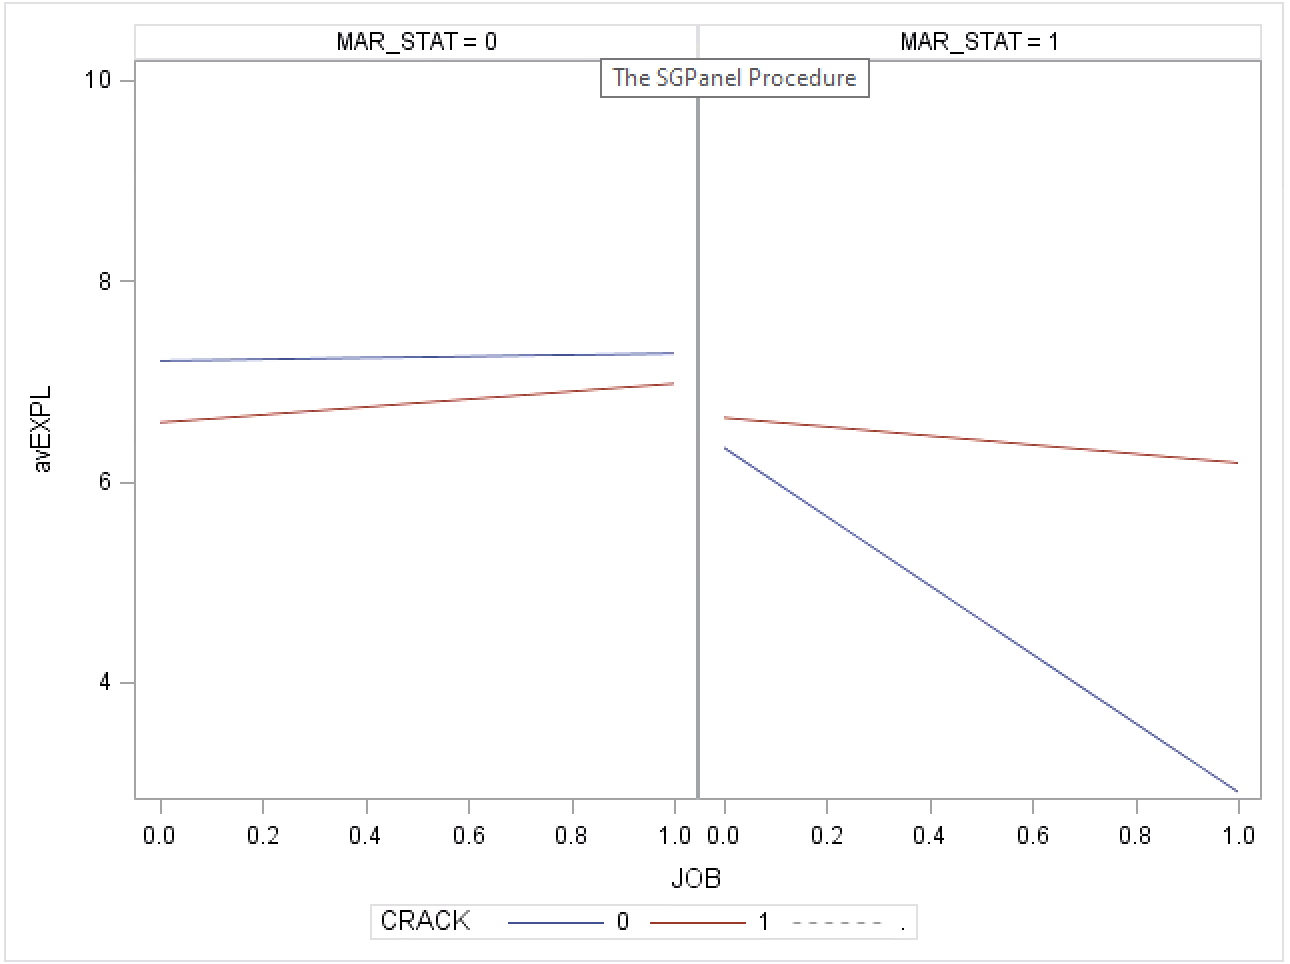 MAR_STAT = 0
MAR_STAT = 1
The SGPanel Procedure
10
8
6
4
avEXPL
0.0 0.2 0.4 0.6 0.8 1.0 0.0 0.2 0.4 0.6 0.8 1.0
JOB
CRACK 0 1 .